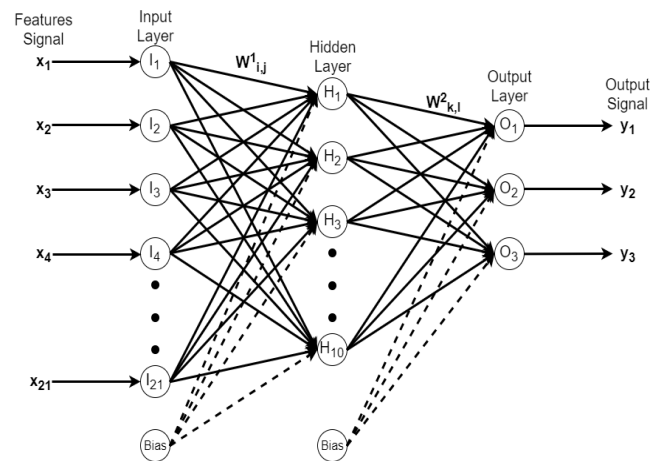 Features Signal
Input Layer
Hidden Layer
Output Layer
Output Signal
W¹i,j
W²k,l
x1
I1
H1
O1
y1
x2
I2
H2
O2
y2
x3
I3
H3
O3
y3
x4
I4
H10
x21
I21
Bias
Bias